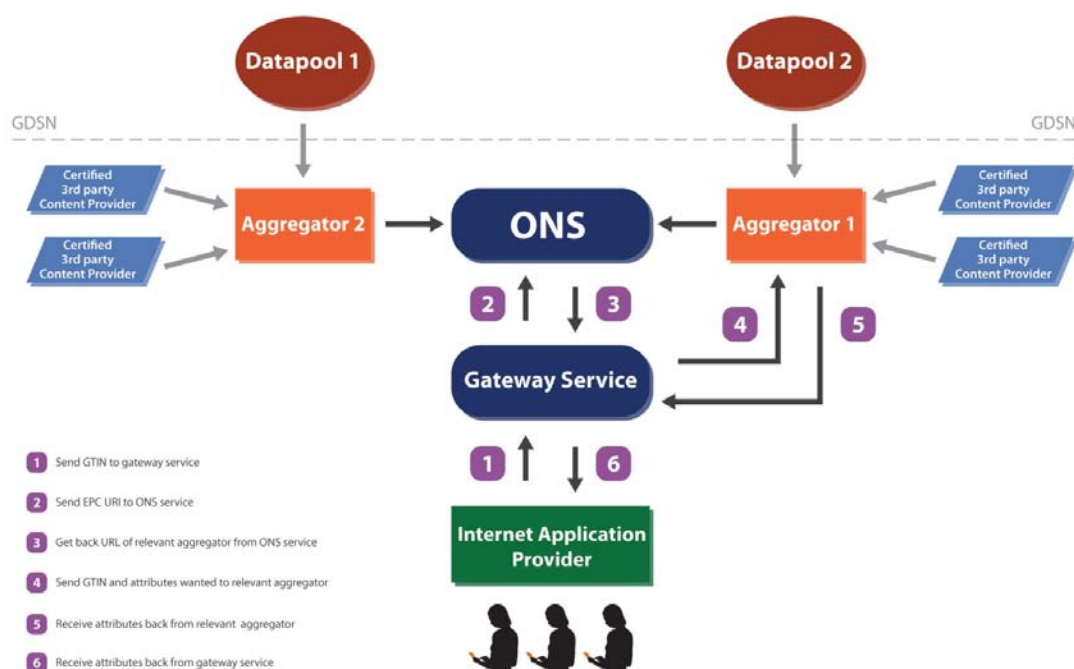 Datapool 1
Datapool 2
GDSN
GDSN
Certified
3rd party
Content Provider
Aggregator 2
ONS
Aggregator 1
Certified
3rd party
Content Provider
Certified
3rd party
Content Provider
Certified
3rd party
Content Provider
2
3
4
5
Gateway Service
1
6
Internet Application
Provider
1 Send GTIN to gateway service
2 Send EPC URI to ONS service
3 Get back URL of relevant aggregator from ONS service
4 Send GTIN and attributes wanted to relevant aggregator
5 Receive attributes back from relevant aggregator
6 Receive attributes back from gateway service